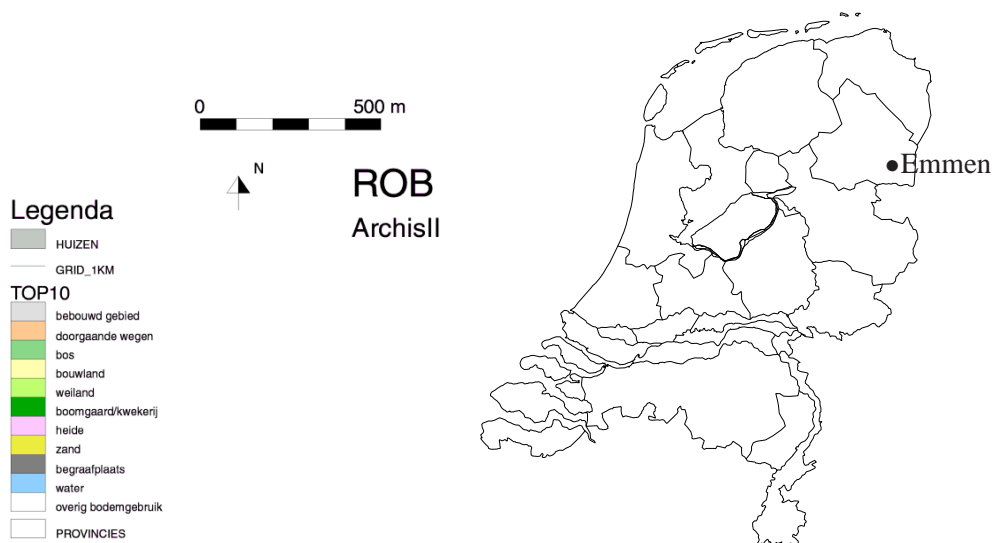 0 500 m
Emmen
N
ROB
ArchisII
Legenda
HUIZEN
GRID_1KM
TOP10
bebouwd gebied
doorgaande wegen
bos
bouwland
weiland
boomgaard/kwekerij
heide
zand
begraafplaats
water
overig bodemgebruik
PROVINCIES